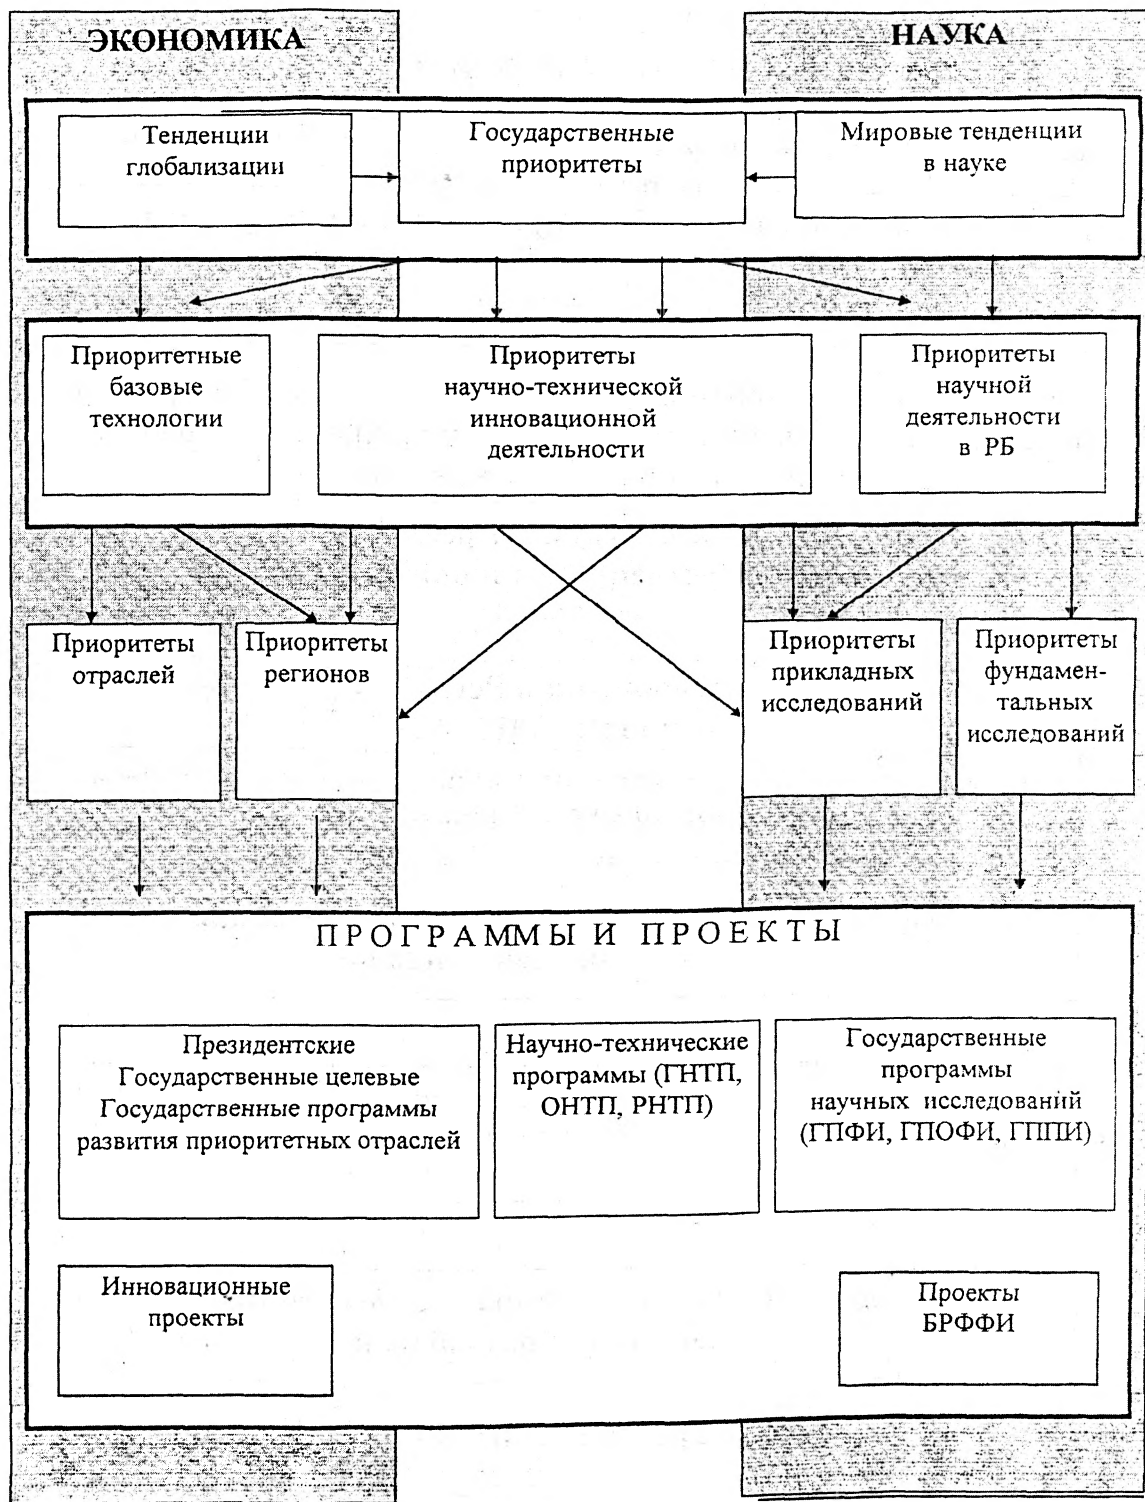 ЭКОНОМИКА
НАУКА
Тенденции
глобализации
Государственные
приоритеты
Мировые тенденции
в науке
Приоритетные
базовые
технологии
Приоритеты
научно-технической
инновационной
деятельности
Приоритеты
научной
деятельности
в РБ
Приоритеты
отраслей
Приоритеты
регионов
Приоритеты
прикладных
исследований
Приоритеты
фундамен-
тальных
исследований
ПРОГРАММЫ И ПРОЕКТЫ
Президентские
Государственные целевые
Государственные программы
развития приоритетных отраслей
Научно-технические
программы (ГНТП,
ОНТП, РНТП)
Государственные
программы
научных исследований
(ГПФИ, ГПОФИ, ГППИ)
Инновационные
проекты
Проекты
БРФФИ